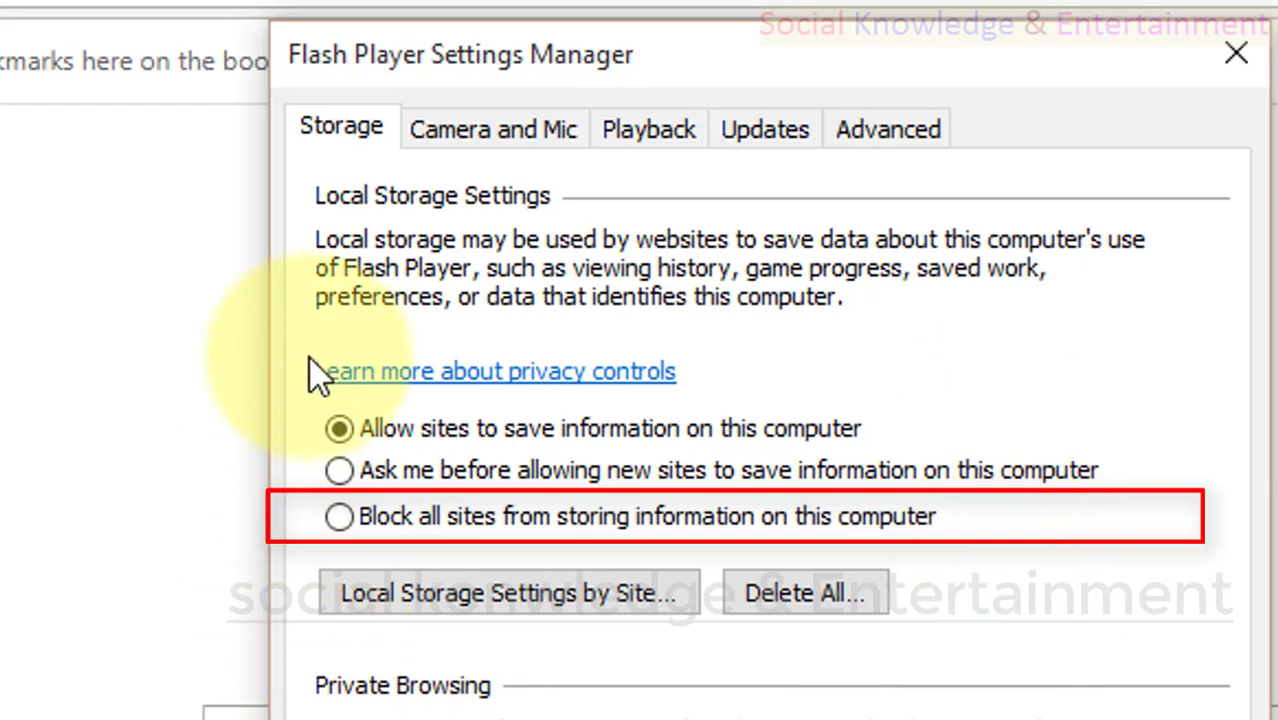 Social Knowledge & Entertainment
kmarks here on the boo
Flash Player Settings Manager
Storage
Camera and Mic
Playback
Updates
Advanced
Local Storage Settings
Local storage may be used by websites to save data about this computer's use
of Flash Player, such as viewing history, game progress, saved work,
preferences, or data that identifies this computer.
earn more about privacy controls
Allow sites to save information on this computer
Ask me before allowing new sites to save information on this computer
Block all sites from storing information on this computer
Local Storage Settings by Site...
Delete All...
social kenwledge & Entertainment
Private Browsing